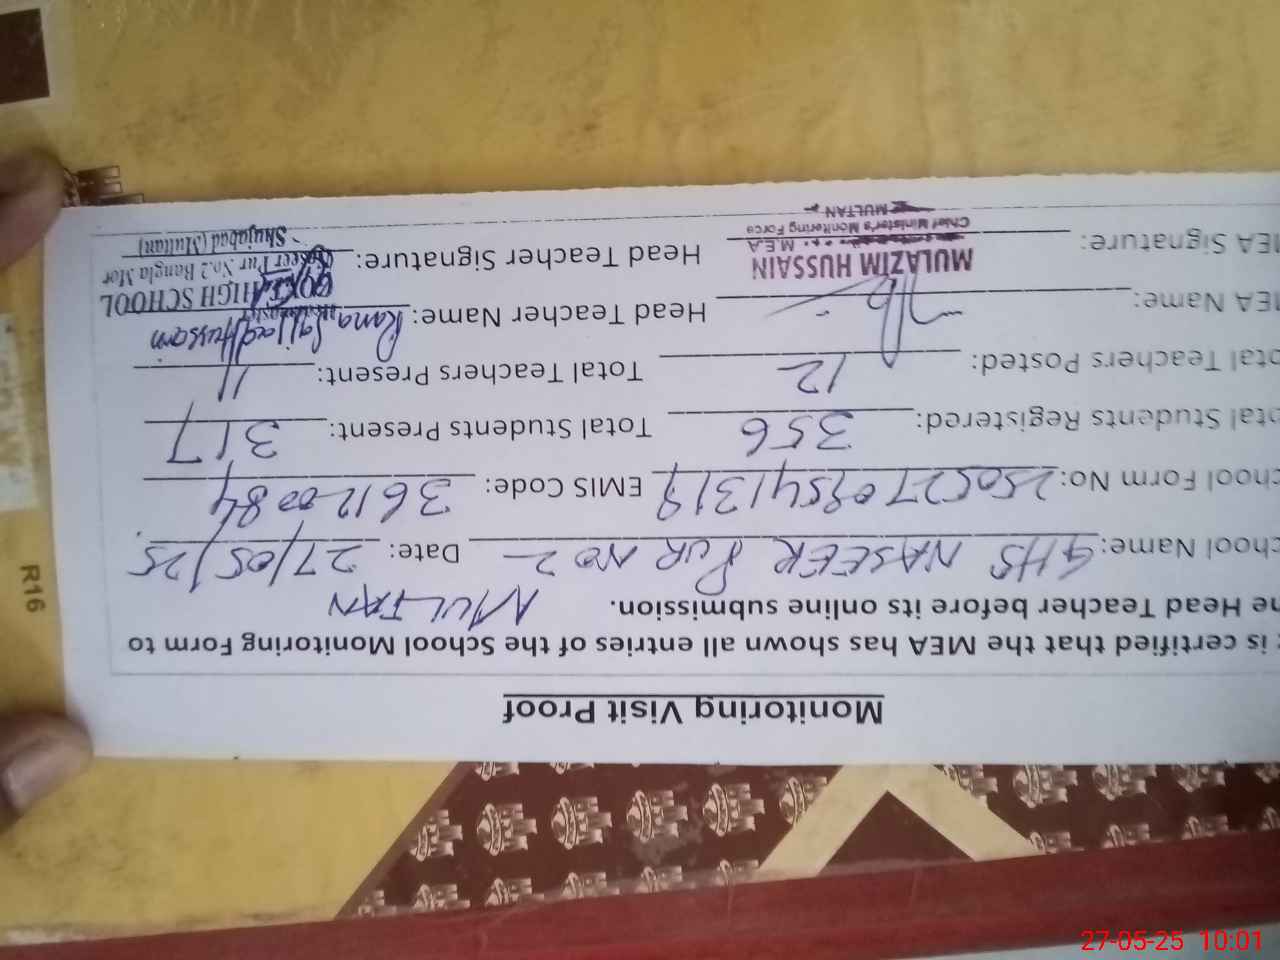 Monitoring Visit Proof
is certified that the MEA has shown all entries of the School Monitoring Form to
he Head Teacher before its online submission. MULTAN
chool Name: GHS NASEER PUR NO 2 Date: 27/05/25
chool Form No: EMIS Code: 36120084
otal Students Registered: 356 Total Students Present: 317
otal Teachers Posted: 12 Total Teachers Present: 11
EA Name: Head Teacher Name: Rana Sajjad Hussain
MULAZIM HUSSAIN
M.E.A
Chief Minister's Monitoring Force
MULTAN
EA Signature: Head Teacher Signature:
GOVT. HIGH SCHOOL
Naseer Pur No.2 Bangla Mor
Shujabad (Multan)
R16
27-05-25 10:01